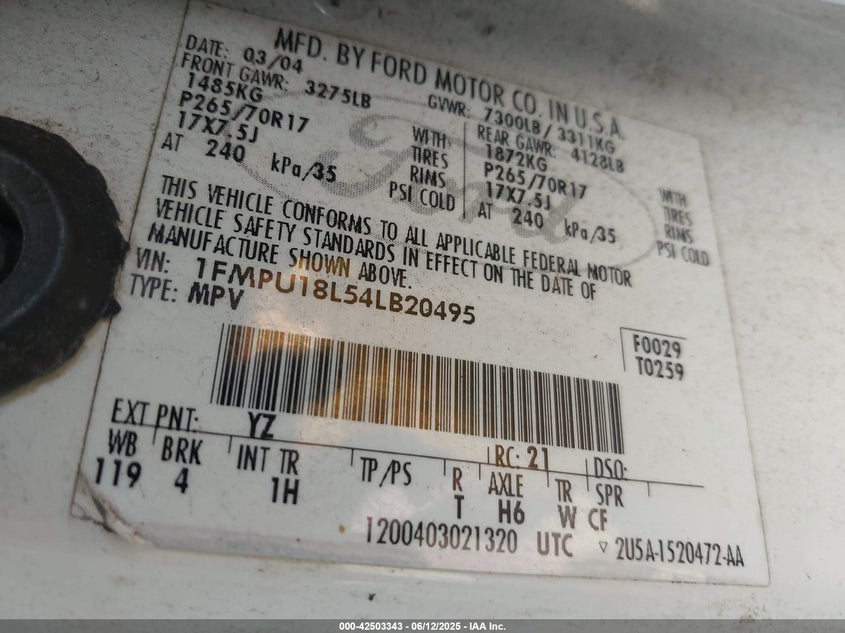 MFD. BY FORD MOTOR CO. IN U.S.A.
DATE: 03/04 GVWR: 7300LB / 3311KG
FRONT GAWR: 3275LB REAR GAWR: 4128LB
1485KG 1872KG
P265/70R17 WITH TIRES P265/70R17 WITH TIRES
17X7.5J RIMS 17X7.5J RIMS
AT 240 kPa/35 PSI COLD AT 240 kPa/35 PSI COLD
THIS VEHICLE CONFORMS TO ALL APPLICABLE FEDERAL MOTOR
VEHICLE SAFETY STANDARDS IN EFFECT ON THE DATE OF
MANUFACTURE SHOWN ABOVE.
VIN: 1FMPU18L54LB20495
TYPE: MPV
F0029
T0259
EXT PNT: YZ RC: 21 DSO:
WB BRK INT TR TP/PS R AXLE TR SPR
119 4 1H T H6 W CF
1200403021320 UTC ▽ 2U5A-1520472-AA
Ford
000-42503343 - 06/12/2025 - IAA Inc.